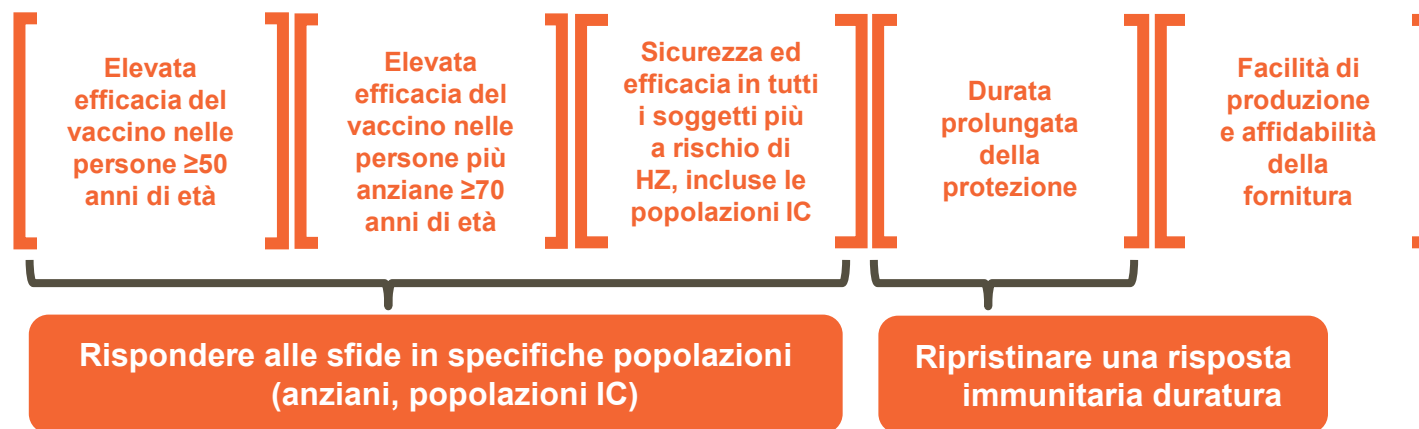 Elevata
efficacia del
vaccino nelle
persone ≥50
anni di età
Elevata
efficacia del
vaccino nelle
persone più
anziane ≥70
anni di età
Sicurezza ed
efficacia in tutti
i soggetti più
a rischio di
HZ, incluse le
popolazioni IC
Durata
prolungata
della
protezione
Facilità di
produzione
e affidabilità
della
fornitura
Rispondere alle sfide in specifiche popolazioni
(anziani, popolazioni IC)
Ripristinare una risposta
immunitaria duratura